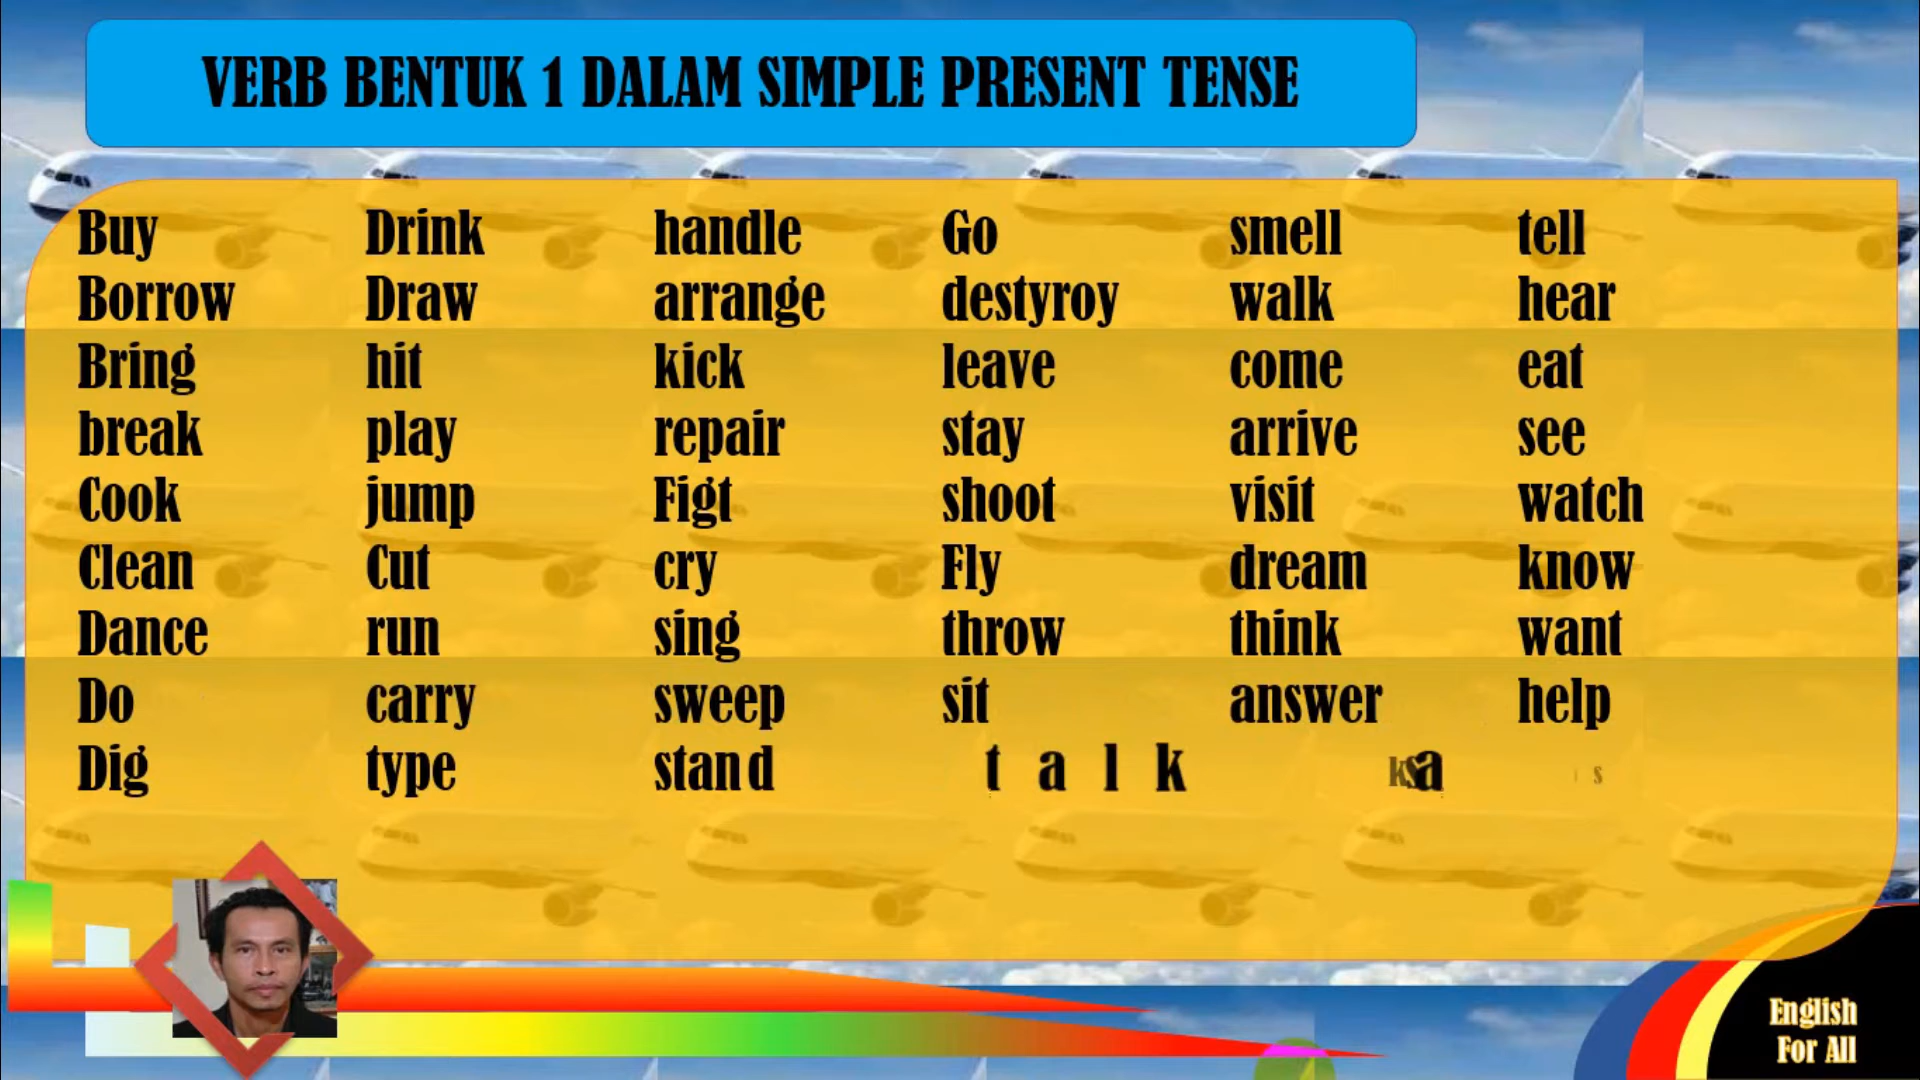 VERB BENTUK 1 DALAM SIMPLE PRESENT TENSE
Buy Drink handle Go smell tell
Borrow Draw arrange destyroy walk hear
Bring hit kick leave come eat
break play repair stay arrive see
Cook jump Figt shoot visit watch
Clean Cut cry Fly dream know
Dance run sing throw think want
Do carry sweep sit answer help
Dig type stand talk
English
For All